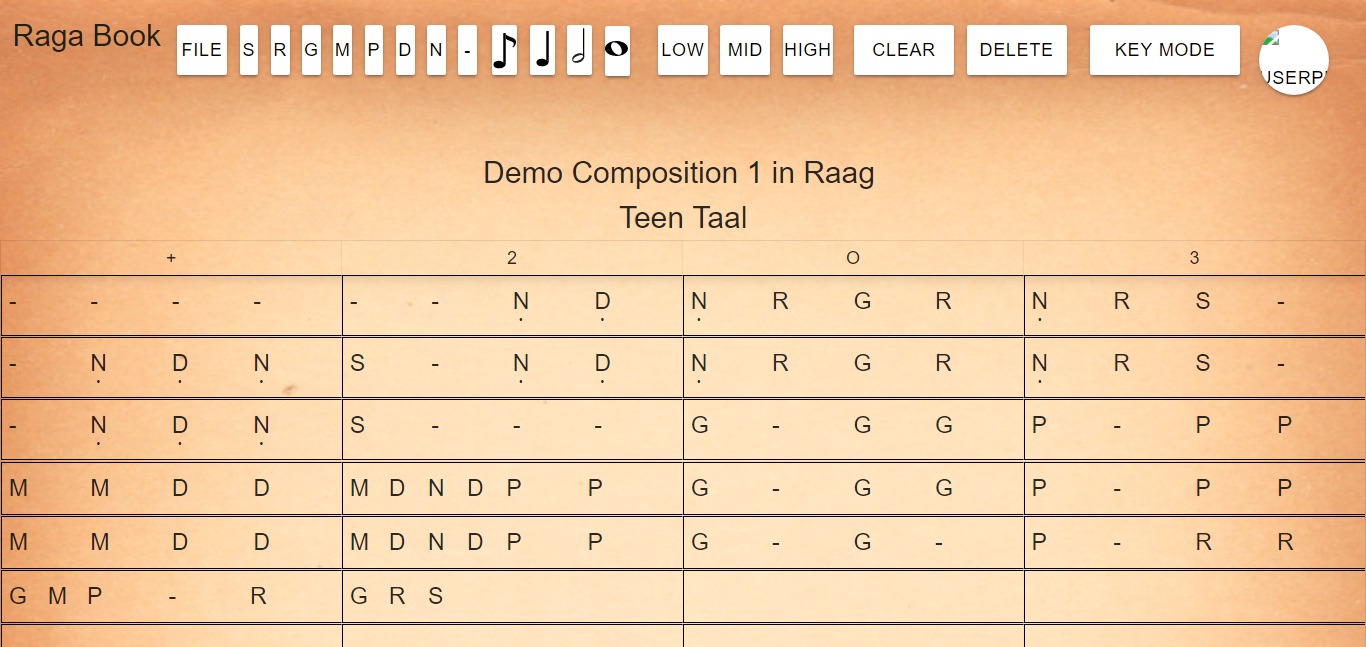 Raga Book FILE S R G M P D N - LOW MID HIGH CLEAR DELETE KEY MODE USERP
Demo Composition 1 in Raag
Teen Taal
+ 2 O 3
- - - - - - Ṇ Ḍ Ṇ R G R Ṇ R S -
- Ṇ Ḍ Ṇ S - Ṇ Ḍ Ṇ R G R Ṇ R S -
- Ṇ Ḍ Ṇ S - - - G - G G P - P P
M M D D M D N D P P G - G G P - P P
M M D D M D N D P P G - G - P - R R
G M P - R G R S